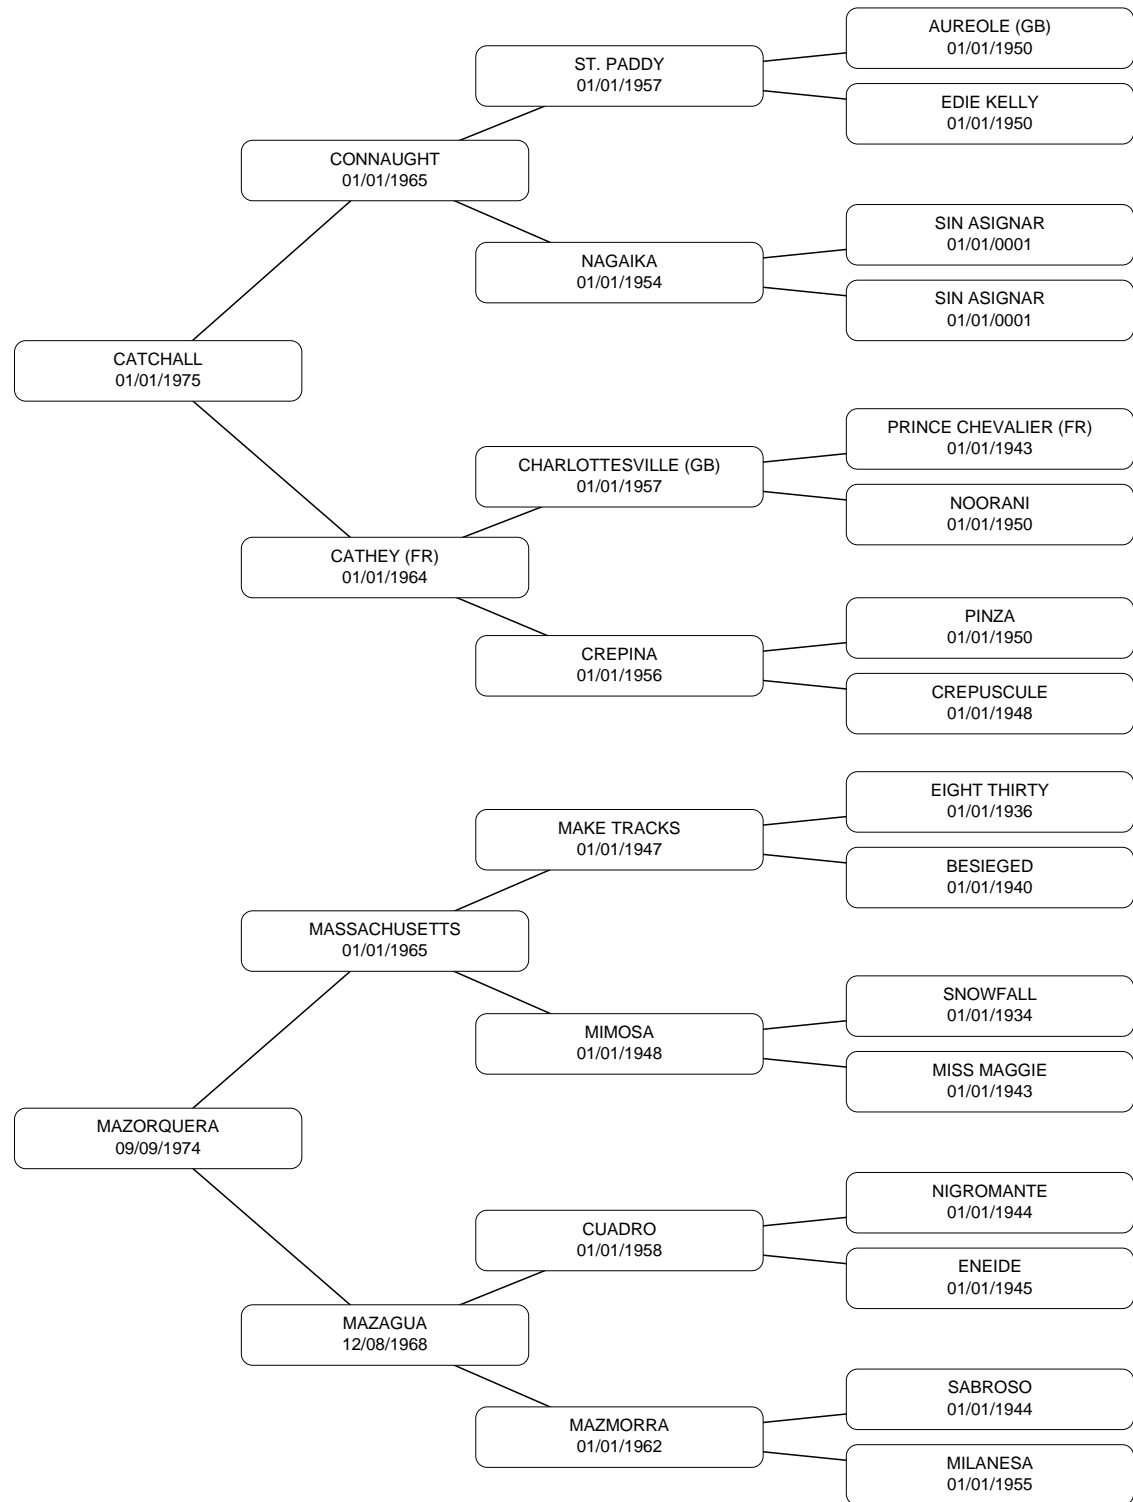 AUREOLE (GB)
01/01/1950
ST. PADDY
01/01/1957
EDIE KELLY
01/01/1950
CONNAUGHT
01/01/1965
SIN ASIGNAR
01/01/0001
NAGAIKA
01/01/1954
SIN ASIGNAR
01/01/0001
CATCHALL
01/01/1975
PRINCE CHEVALIER (FR)
01/01/1943
CHARLOTTESVILLE (GB)
01/01/1957
NOORANI
01/01/1950
CATHEY (FR)
01/01/1964
PINZA
01/01/1950
CREPINA
01/01/1956
CREPUSCULE
01/01/1948
EIGHT THIRTY
01/01/1936
MAKE TRACKS
01/01/1947
BESIEGED
01/01/1940
MASSACHUSETTS
01/01/1965
SNOWFALL
01/01/1934
MIMOSA
01/01/1948
MISS MAGGIE
01/01/1943
MAZORQUERA
09/09/1974
NIGROMANTE
01/01/1944
CUADRO
01/01/1958
ENEIDE
01/01/1945
MAZAGUA
12/08/1968
SABROSO
01/01/1944
MAZMORRA
01/01/1962
MILANESA
01/01/1955